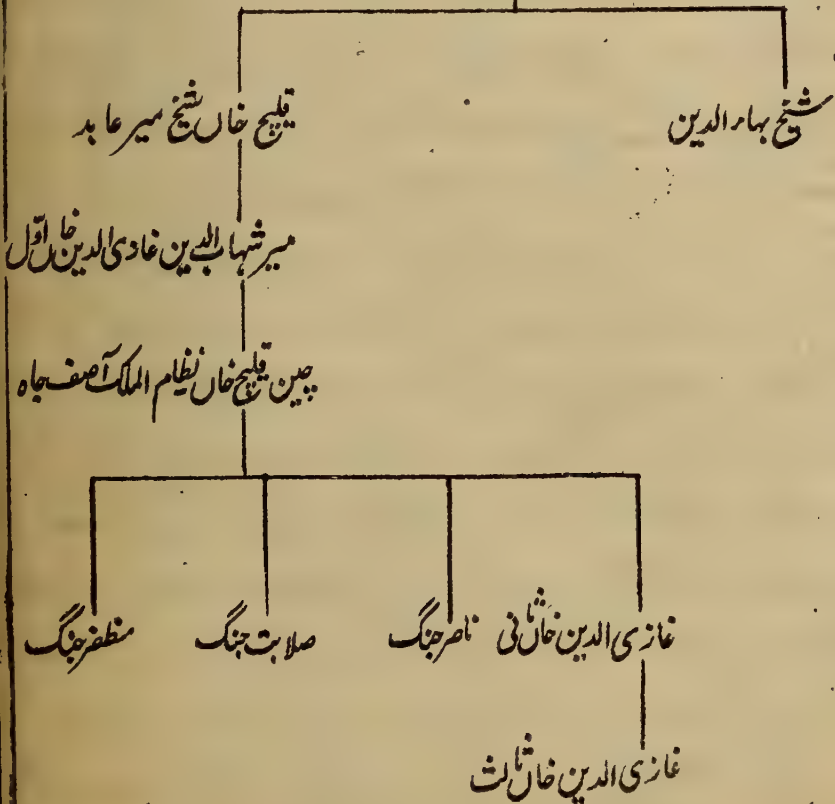 شیخ بہاء الدین
قلیچ خاں شیخ میر عابد
میر شہاب الدین غازی الدین خاں اول
چین قلیچ خاں نظام الملک آصف جاہ
غازی الدین خاں ثانی
ناصر جنگ
صلابت جنگ
مظفر جنگ
غازی الدین خاں ثالث